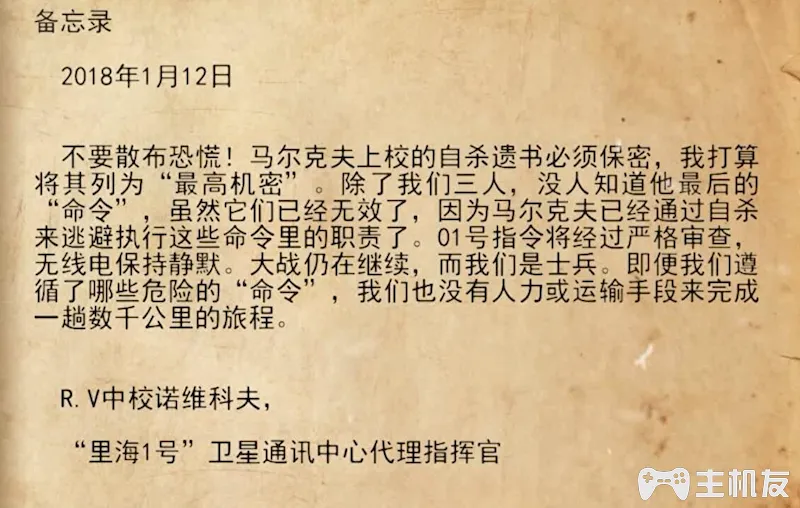 备忘录
2018年1月12日
不要散布恐慌！马尔克夫上校的自杀遗书必须保密，我打算
将其列为“最高机密”。除了我们三人，没人知道他最后的
“命令”，虽然它们已经无效了，因为马尔克夫已经通过自杀
来逃避执行这些命令里的职责了。01号指令将经过严格审查，
无线电保持静默。大战仍在继续，而我们是士兵。即便我们遵
循了哪些危险的“命令”，我们也没有人力或运输手段来完成
一趟数千公里的旅程。
R.V中校诺维科夫，
“里海1号”卫星通讯中心代理指挥官
主机友